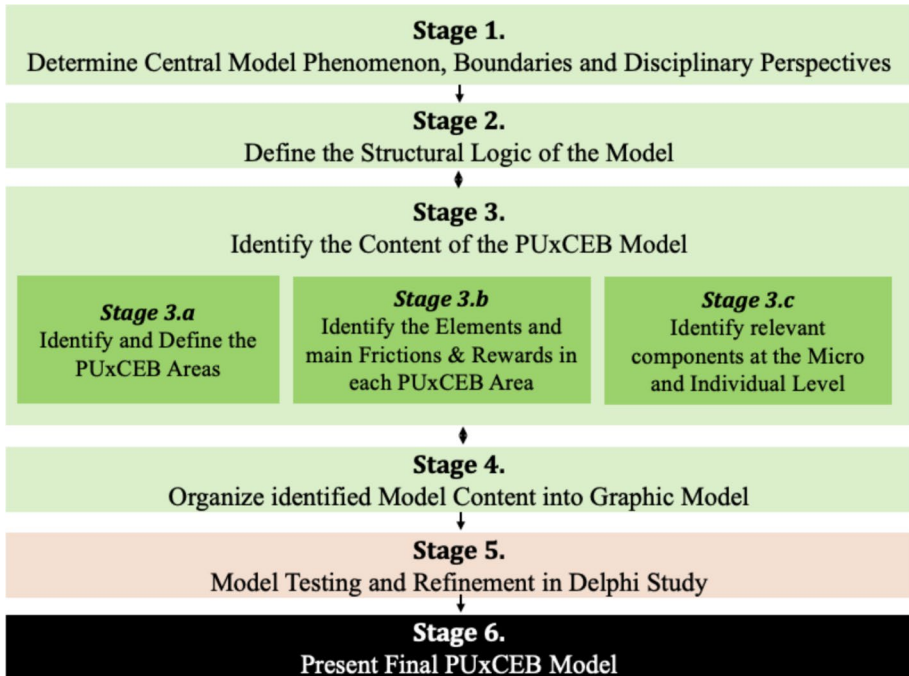 Stage 1.
Determine Central Model Phenomenon, Boundaries and Disciplinary Perspectives
Stage 2.
Define the Structural Logic of the Model
Stage 3.
Identify the Content of the PUxCEB Model
Stage 3.a
Identify and Define the
PUxCEB Areas
Stage 3.b
Identify the Elements and
main Frictions & Rewards in
each PUxCEB Area
Stage 3.c
Identify relevant
components at the Micro
and Individual Level
Stage 4.
Organize identified Model Content into Graphic Model
Stage 5.
Model Testing and Refinement in Delphi Study
Stage 6.
Present Final PUxCEB Model